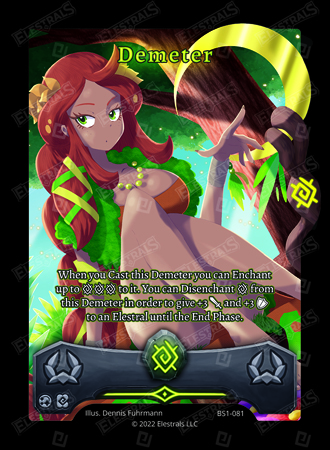 Demeter
When you Cast this Demeter you can Enchant
up to to it. You can Disenchant from
this Demeter in order to give +3 and +3
to an Elestral until the End Phase.
Illus. Dennis Fuhrmann
BS1-081
© 2022 Elestrals LLC
ELESTRALS